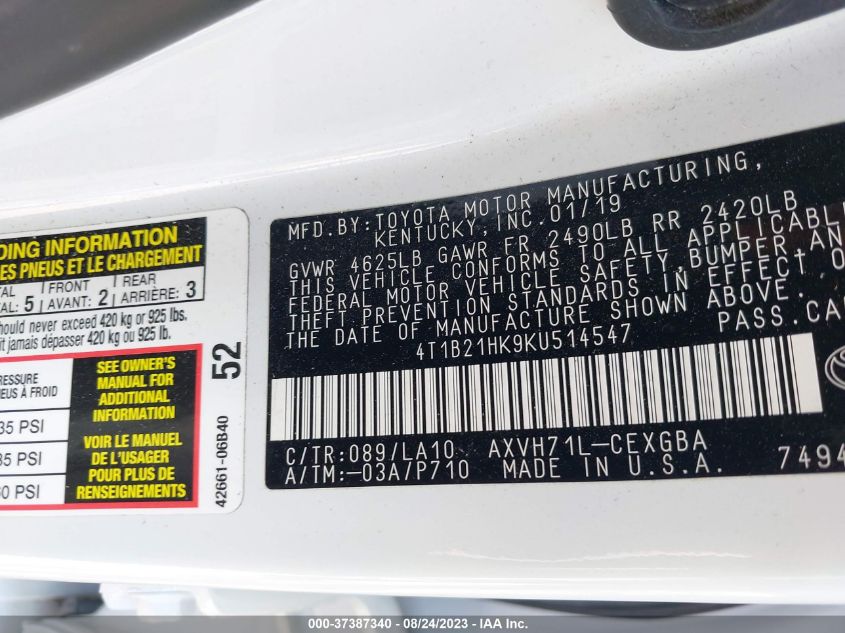 DING INFORMATION
ES PNEUS ET LE CHARGEMENT
TAL 5 FRONT 2 REAR 3
AL: AVANT: ARRIÈRE:
hould never exceed 420 kg or 925 lbs.
it jamais dépasser 420 kg ou 925 lb.
RESSURE
NEUS À FROID
35 PSI
35 PSI
60 PSI
SEE OWNER'S
MANUAL FOR
ADDITIONAL
INFORMATION
VOIR LE MANUEL
DE L'USAGER
POUR PLUS DE
RENSEIGNEMENTS
52
42661-06B40
MFD. BY: TOYOTA MOTOR MANUFACTURING,
KENTUCKY, INC. 01/19
GVWR 4625LB GAWR FR 2490LB RR 2420LB
THIS VEHICLE CONFORMS TO ALL APPLICABL
FEDERAL MOTOR VEHICLE SAFETY, BUMPER AN
THEFT PREVENTION STANDARDS IN EFFECT O
THE DATE OF MANUFACTURE SHOWN ABOVE.
4T1B21HK9KU514547 PASS.CA
C/TR:089/LA10 AXVH71L-CEXGBA
A/TM:-03A/P710 MADE IN U.S.A. 7494
000-37387340 - 08/24/2023 - IAA Inc.